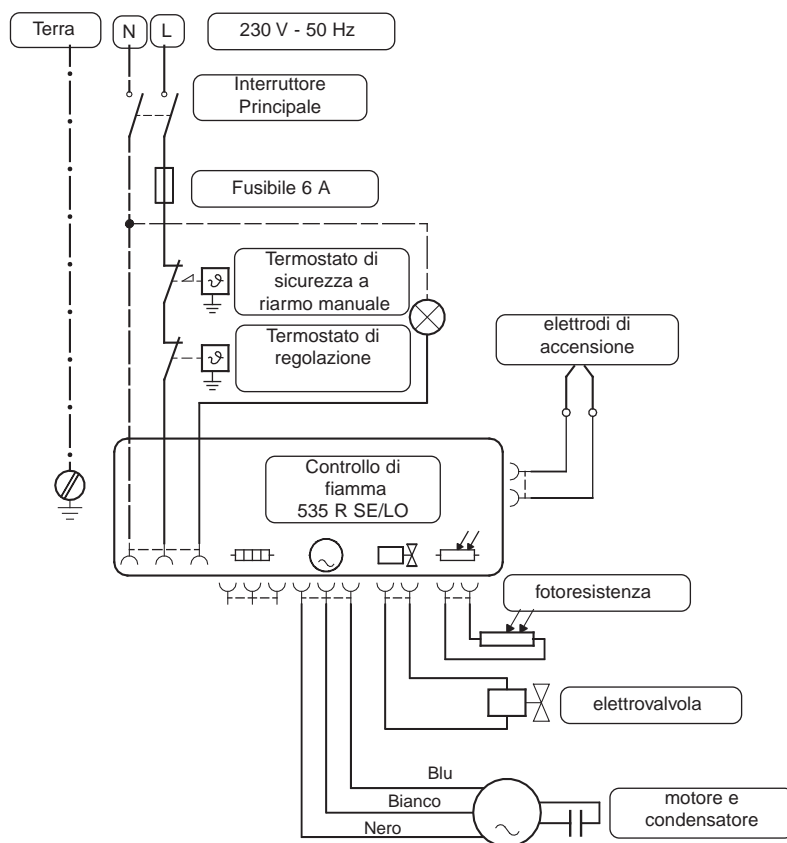 Terra
N
L
230 V - 50 Hz
Interruttore
Principale
Fusibile 6 A
Termostato di
sicurezza a
riarmo manuale
Termostato di
regolazione
elettrodi di
accensione
Controllo di
fiamma
535 R SE/LO
fotoresistenza
elettrovalvola
Blu
Bianco
Nero
motore e
condensatore